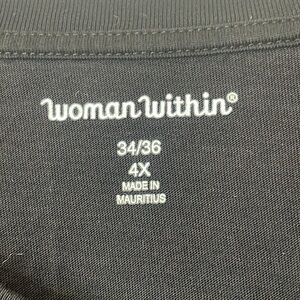 woman within®
34/36
4X
MADE IN
MAURITIUS